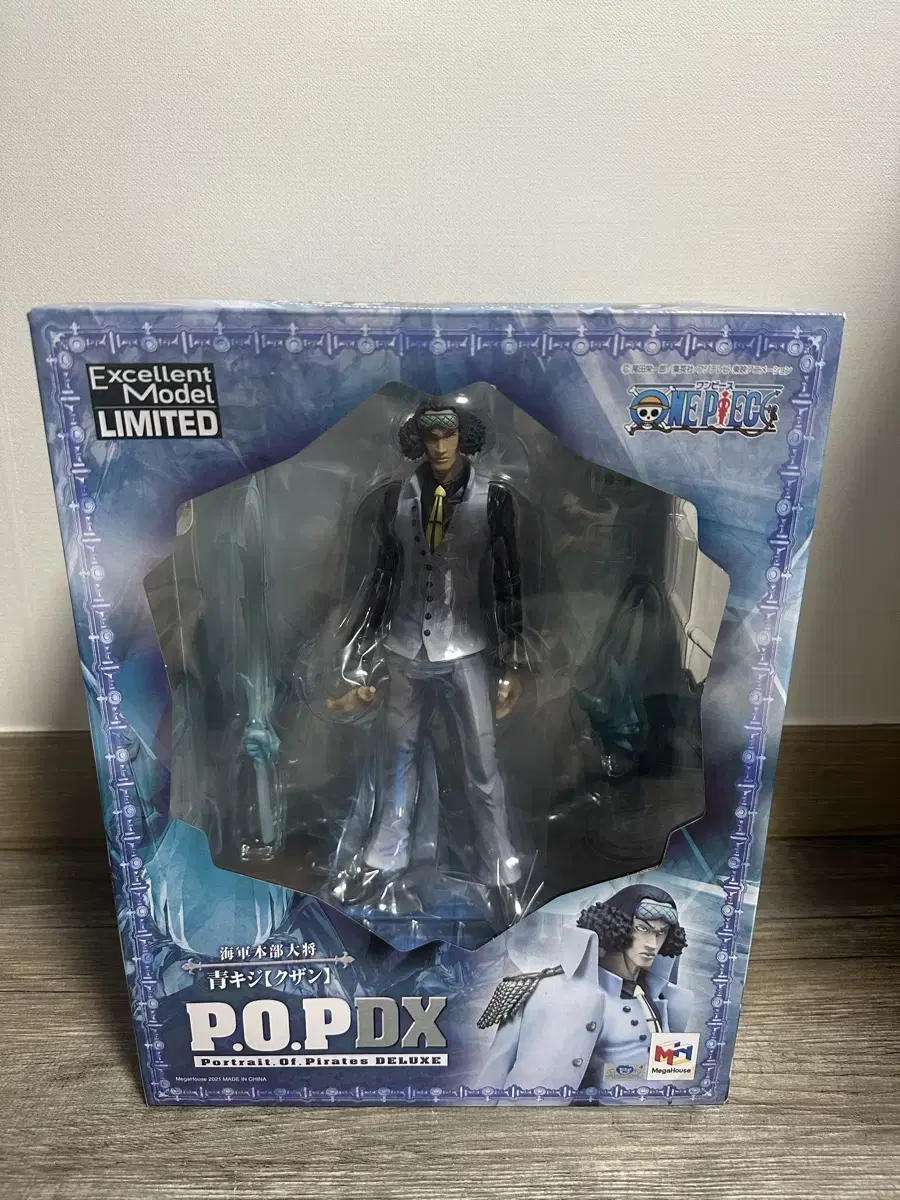 Excellent
Model
LIMITED
ワンピース
ONE PIECE
海軍本部大将
青キジ【クザン】
P.O.P DX
Portrait.Of.Pirates DELUXE
MegaHouse 2021 MADE IN CHINA
MegaHouse